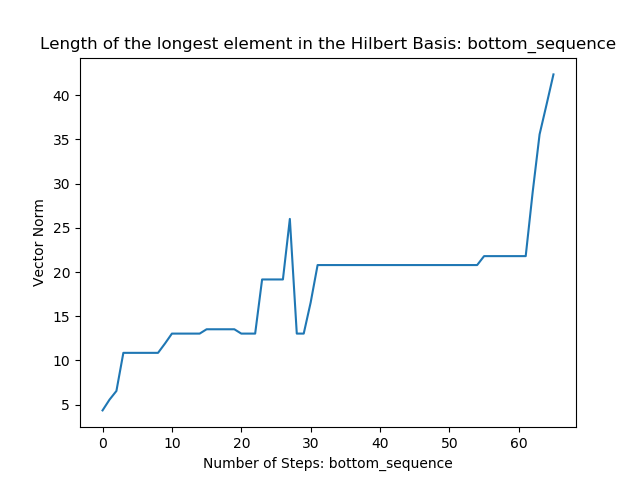 Length of the longest element in the Hilbert Basis: bottom_sequence
40
35
30
25
20
15
10
5
Vector Norm
0 10 20 30 40 50 60
Number of Steps: bottom_sequence